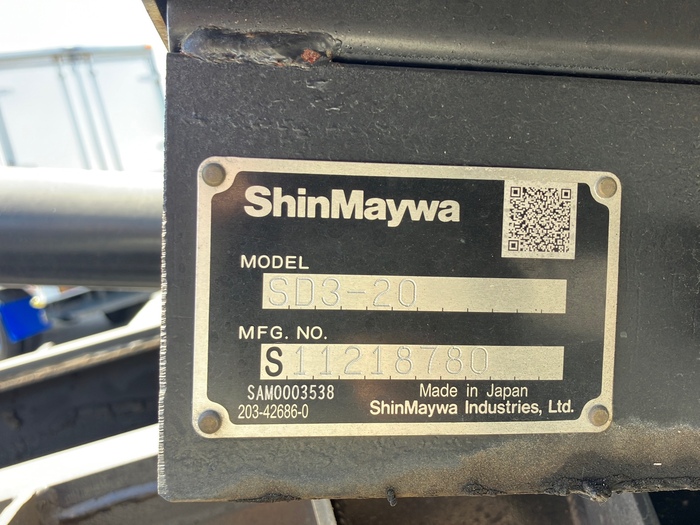 ShinMaywa
MODEL
SD3-20
MFG. NO.
S11218780
SAM0003538
Made in Japan
203-42686-0
ShinMaywa Industries, Ltd.